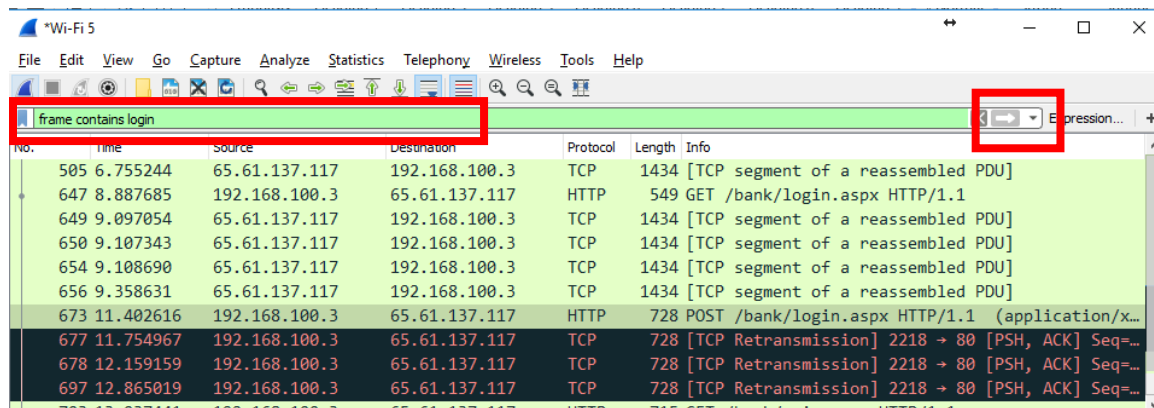 *Wi-Fi 5
File Edit View Go Capture Analyze Statistics Telephony Wireless Tools Help
frame contains login Expression... +
No. Time Source Destination Protocol Length Info
505 6.755244 65.61.137.117 192.168.100.3 TCP 1434 [TCP segment of a reassembled PDU]
647 8.887685 192.168.100.3 65.61.137.117 HTTP 549 GET /bank/login.aspx HTTP/1.1
649 9.097054 65.61.137.117 192.168.100.3 TCP 1434 [TCP segment of a reassembled PDU]
650 9.107343 65.61.137.117 192.168.100.3 TCP 1434 [TCP segment of a reassembled PDU]
654 9.108690 65.61.137.117 192.168.100.3 TCP 1434 [TCP segment of a reassembled PDU]
656 9.358631 65.61.137.117 192.168.100.3 TCP 1434 [TCP segment of a reassembled PDU]
673 11.402616 192.168.100.3 65.61.137.117 HTTP 728 POST /bank/login.aspx HTTP/1.1 (application/x…
677 11.754967 192.168.100.3 65.61.137.117 TCP 728 [TCP Retransmission] 2218 → 80 [PSH, ACK] Seq=…
678 12.159159 192.168.100.3 65.61.137.117 TCP 728 [TCP Retransmission] 2218 → 80 [PSH, ACK] Seq=…
697 12.865019 192.168.100.3 65.61.137.117 TCP 728 [TCP Retransmission] 2218 → 80 [PSH, ACK] Seq=…